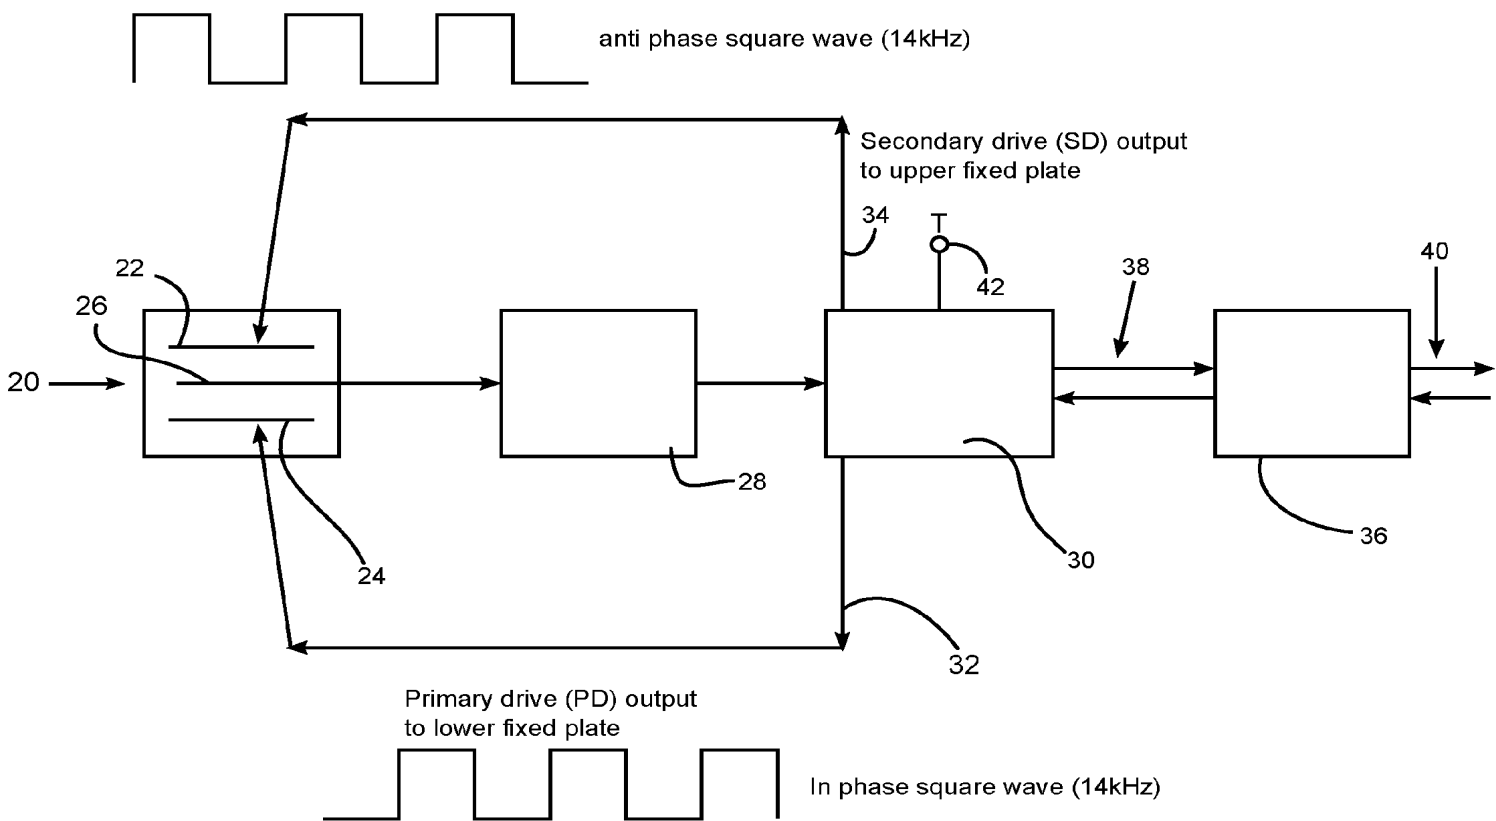 anti phase square wave (14kHz)
Secondary drive (SD) output
to upper fixed plate
34
T
42
38
40
22
26
20
28
24
30
36
32
Primary drive (PD) output
to lower fixed plate
In phase square wave (14kHz)